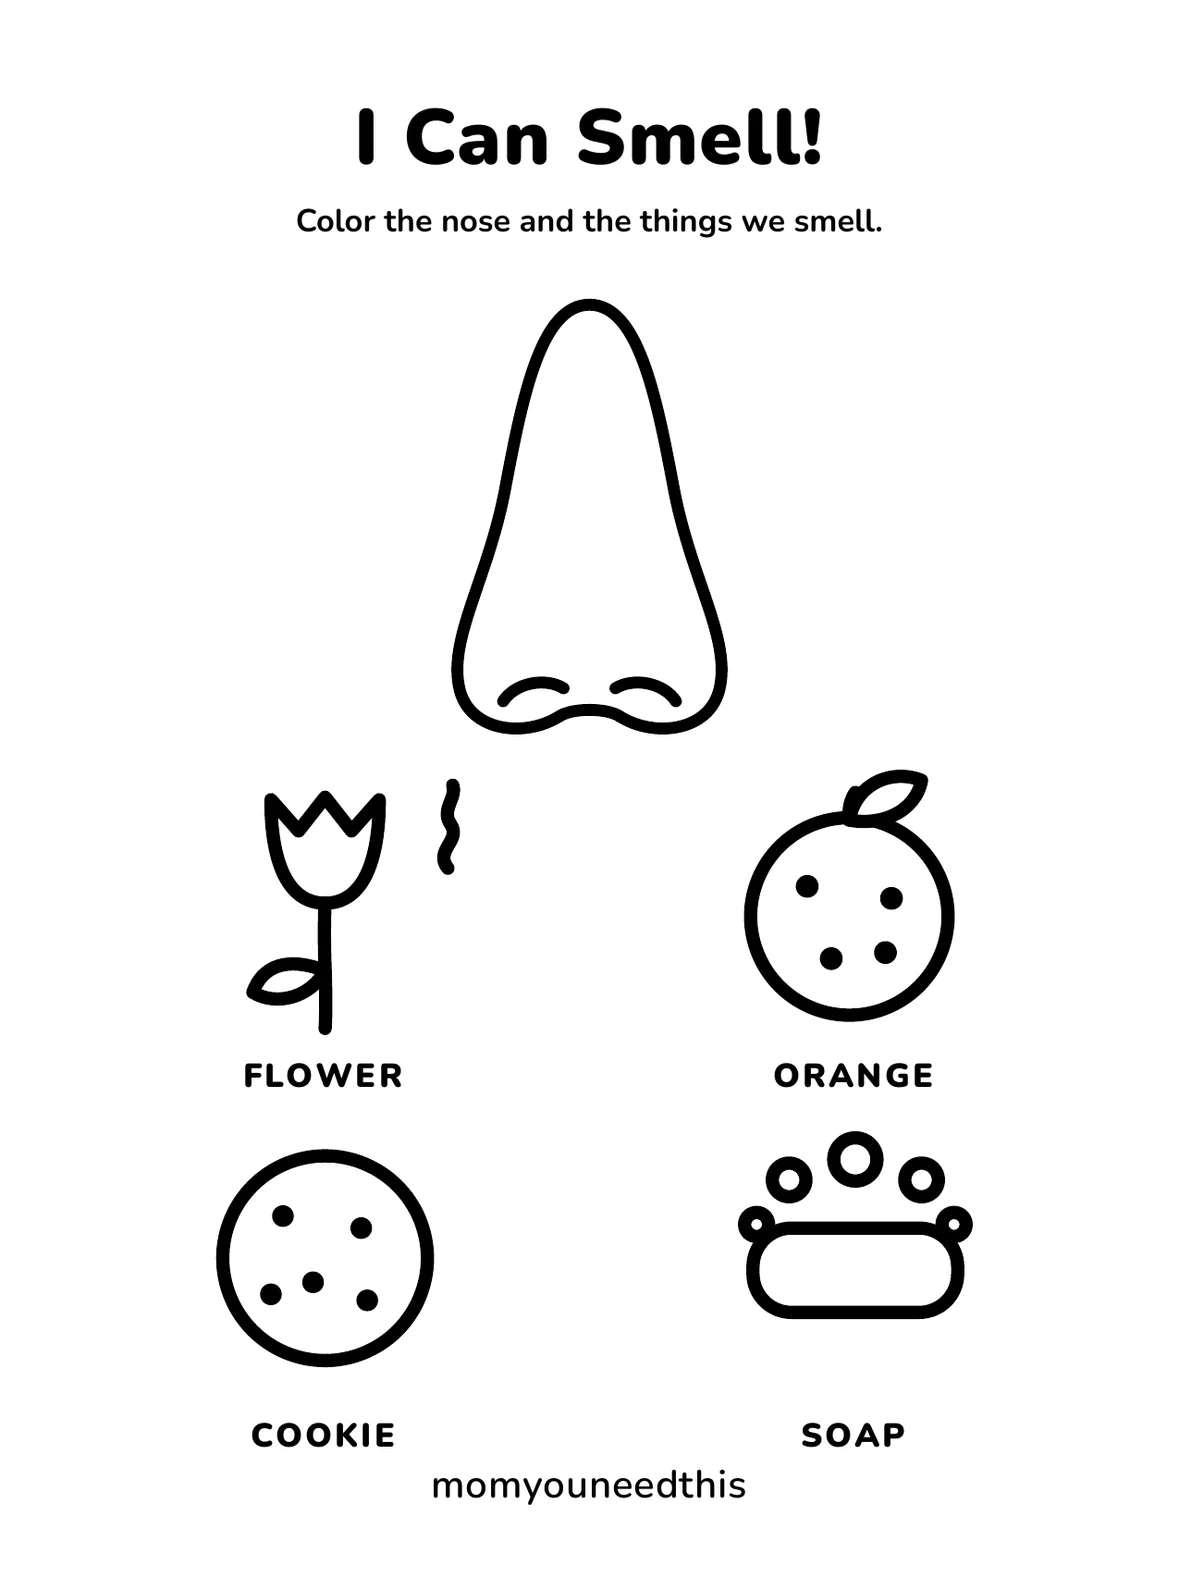 I Can Smell!
Color the nose and the things we smell.
FLOWER
ORANGE
COOKIE
SOAP
momyouneedthis